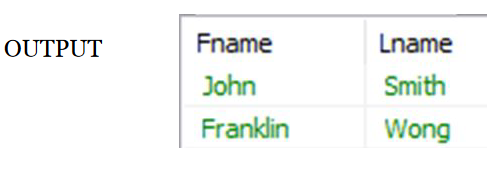 OUTPUT
Fname Lname
John Smith
Franklin Wong